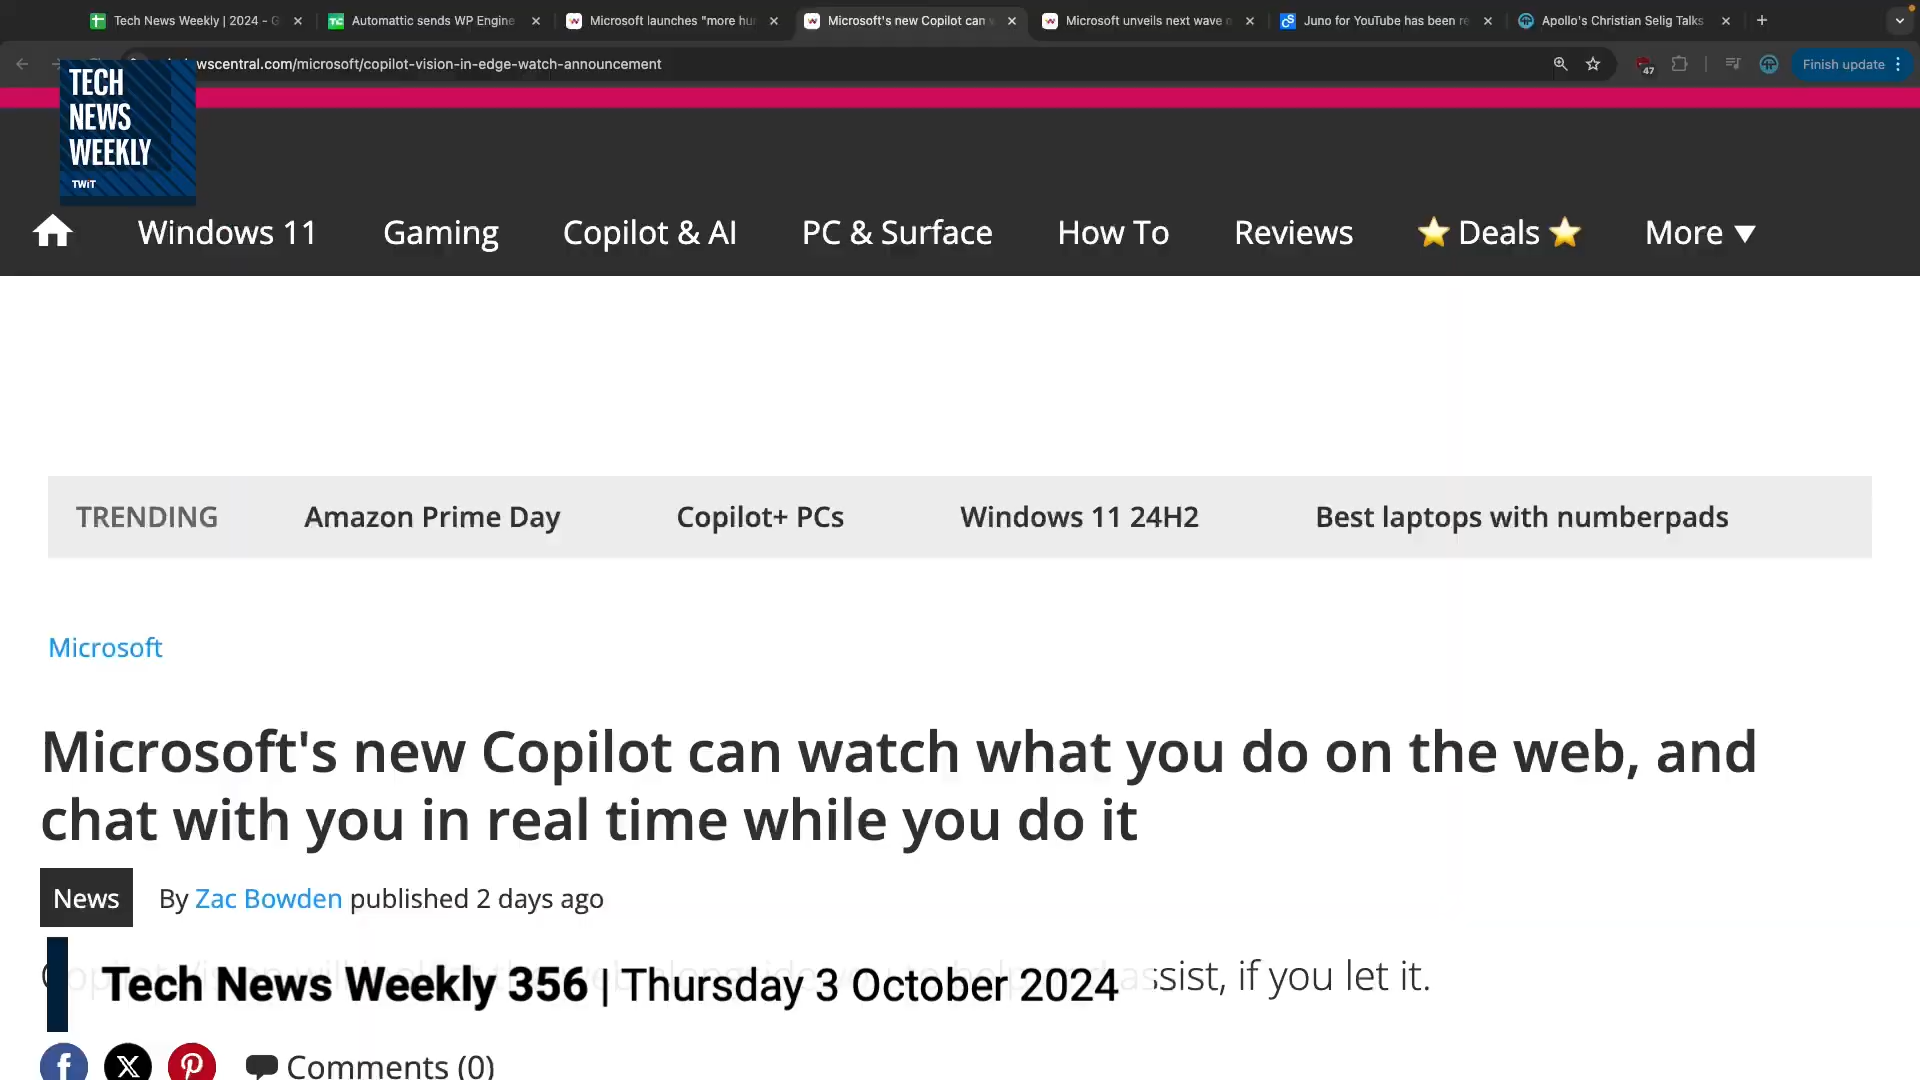 Tech News Weekly | 2024 - G
Automattic sends WP Engine
Microsoft launches "more hu
Microsoft's new Copilot can
Microsoft unveils next wave o
Juno for YouTube has been re
Apollo's Christian Selig Talks
wscentral.com/microsoft/copilot-vision-in-edge-watch-announcement
47
Finish update
TECH
NEWS
WEEKLY
TWiT
Windows 11
Gaming
Copilot & AI
PC & Surface
How To
Reviews
⭐ Deals ⭐
More ▼
TRENDING
Amazon Prime Day
Copilot+ PCs
Windows 11 24H2
Best laptops with numberpads
Microsoft
Microsoft's new Copilot can watch what you do on the web, and
chat with you in real time while you do it
News
By Zac Bowden published 2 days ago
Tech News Weekly 356 | Thursday 3 October 2024
ssist, if you let it.
Comments (0)